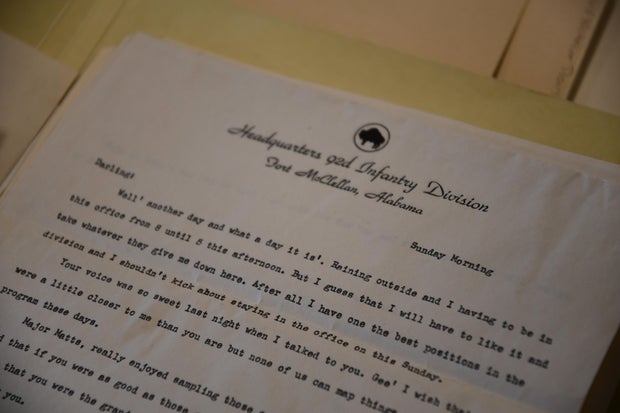 Headquarters 92d Infantry Division
Fort McClellan, Alabama
Sunday Morning
Darling!
Well' another day and what a day it is'. Raining outside and I having to be in
this office from 8 until 5 this afternoon. But I guess that I will have to like it and
take whatever they give me down here. After all I have one the best positions in the
division and I shouldn't kick about staying in the office on this Sunday.
Your voice was so sweet last night when I talked to you. Gee' I wish that
were a little closer to me than you are but none of us can map things
program these days.
Major Matts, really enjoyed sampling those
that if you were as good as those
that you were the
you.